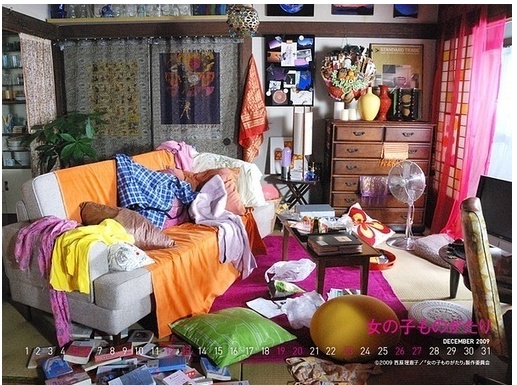 STANDARD TRADE
女の子ものがたり
DECEMBER 2009
1 2 3 4 5 6 7 8 9 10 11 12 13 14 15 16 17 18 19 20 21 22 23 24 25 26 27 28 29 30 31
©2009 西原理恵子/「女の子ものがたり」製作委員会